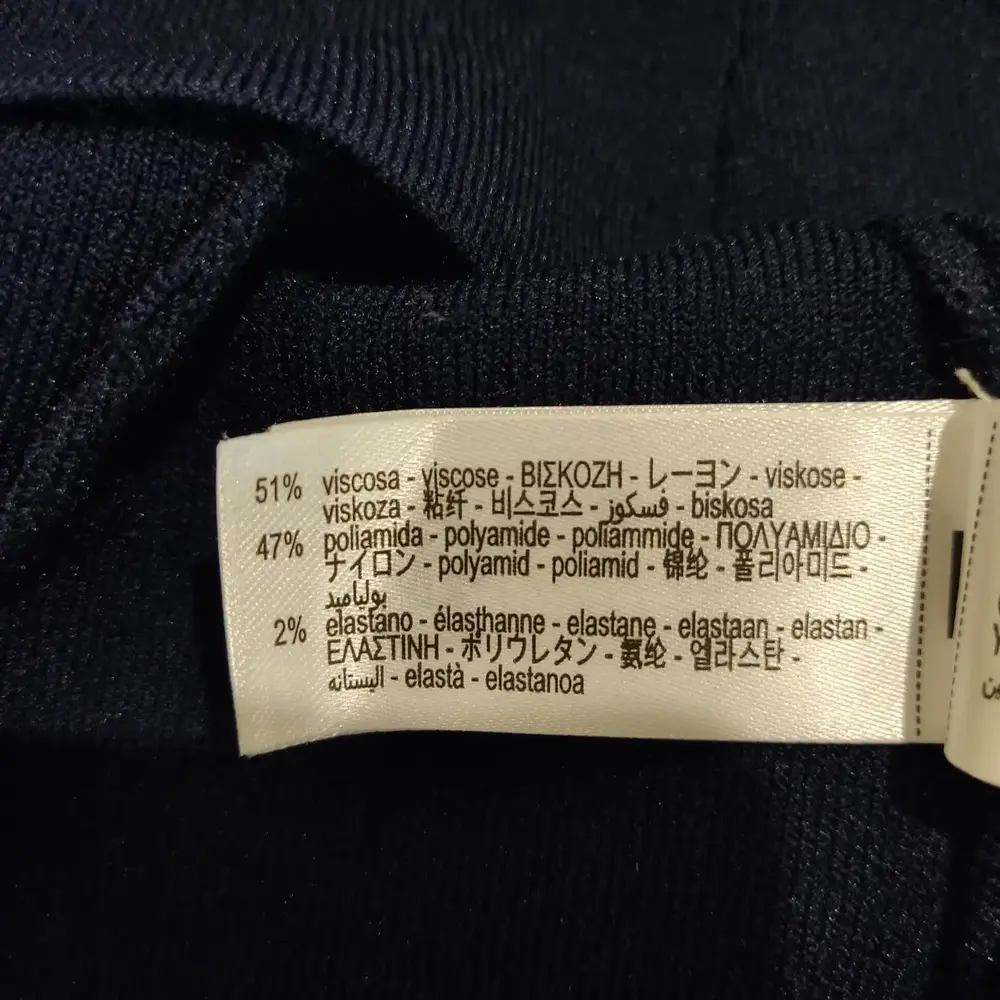 51% viscosa - viscose - ΒΙΣΚΟΖΗ - レーヨン - viskose -
viskoza - 粘纤 - 비스코스 - فسكوز - biskosa
47% poliamida - polyamide - poliammide - ΠΟΛΥΑΜΙΔΙΟ -
ナイロン - polyamid - poliamid - 锦纶 - 폴리아미드 -
بولياميد
2% elastano - élasthanne - elastane - elastaan - elastan -
ΕΛΑΣΤΙΝΗ - ポリウレタン - 氨纶 - 엘라스탄 -
اليستانه - elastà - elastanoa